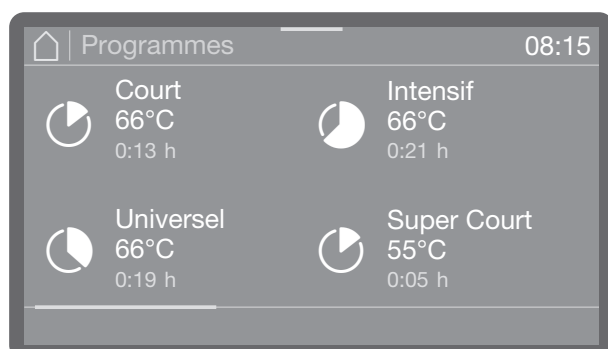 Programmes 08:15
Court
66°C
0:13 h
Intensif
66°C
0:21 h
Universel
66°C
0:19 h
Super Court
55°C
0:05 h